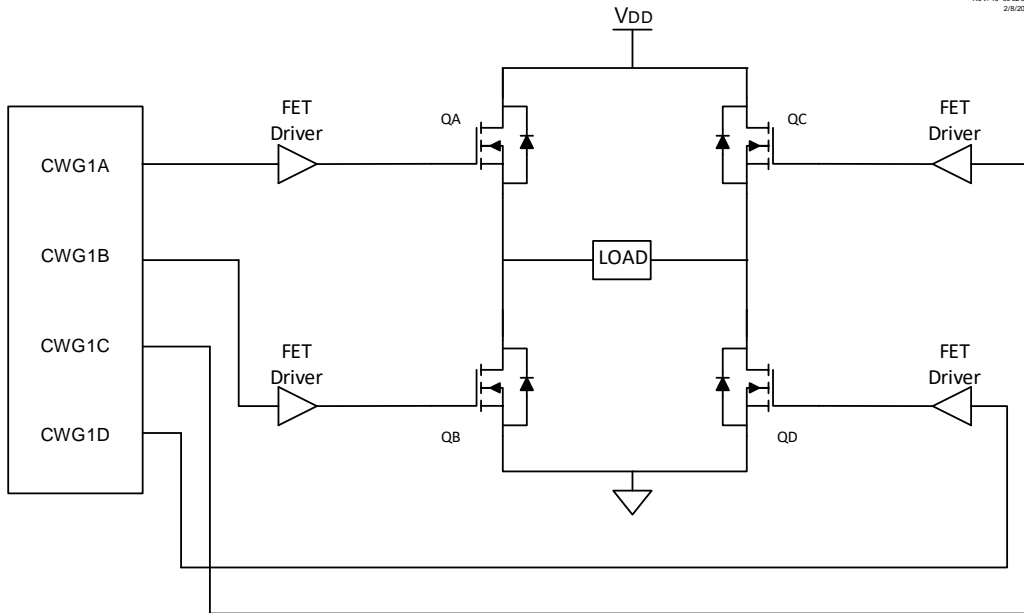 VDD
FET
Driver
QA
QC
FET
Driver
CWG1A
CWG1B
LOAD
CWG1C
FET
Driver
FET
Driver
CWG1D
QB
QD